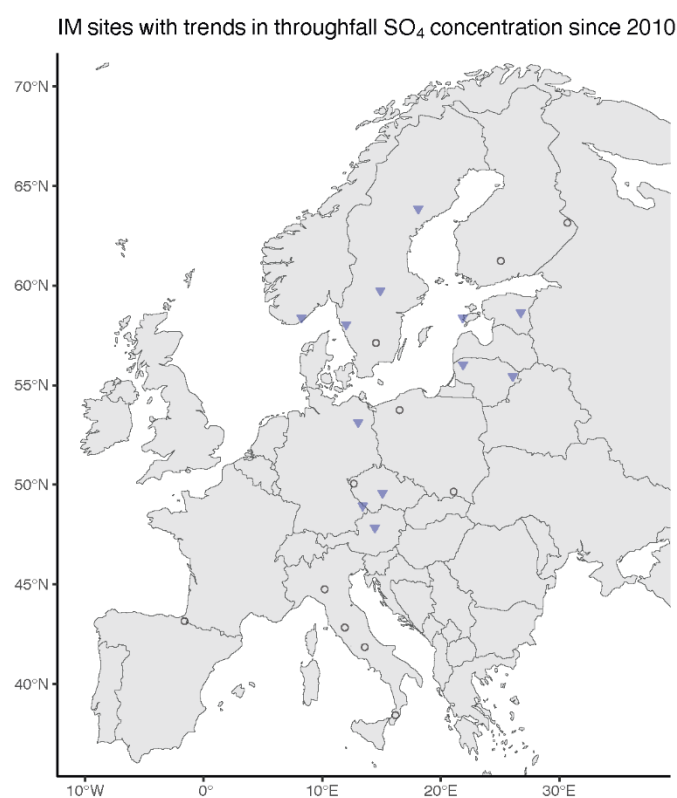 IM sites with trends in throughfall SO₄ concentration since 2010
70°N
65°N
60°N
55°N
50°N
45°N
40°N
10°W 0° 10°E 20°E 30°E